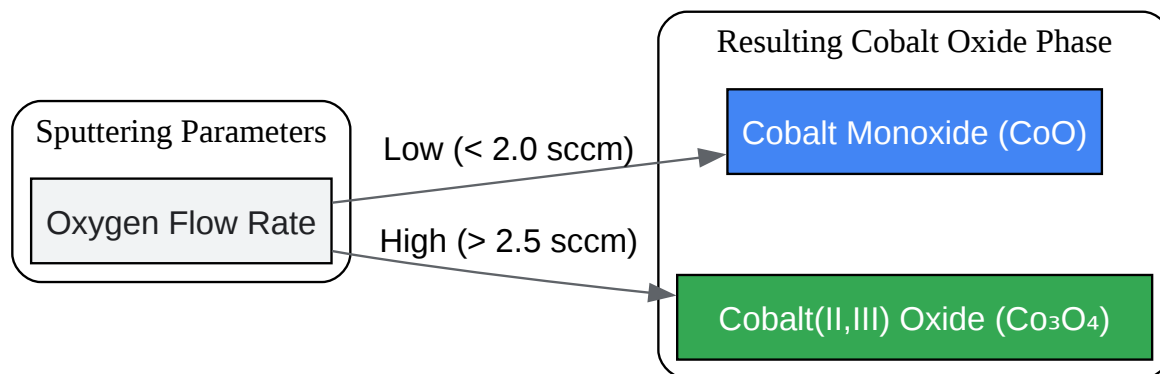 Resulting Cobalt Oxide Phase
Sputtering Parameters
Cobalt Monoxide (CoO)
Low (< 2.0 sccm)
Oxygen Flow Rate
High (> 2.5 sccm)
Cobalt(II,III) Oxide (Co₃O₄)